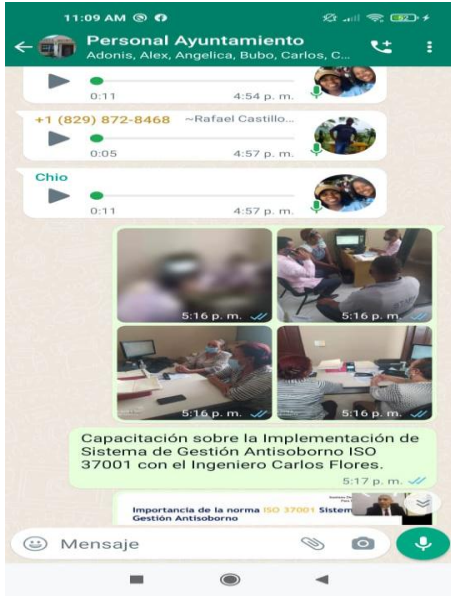 11:09 AM
82
Personal Ayuntamiento
Adonis, Alex, Angelica, Bubo, Carlos, C...
0:11 4:54 p. m.
+1 (829) 872-8468 ~Rafael Castillo...
0:05 4:57 p. m.
Chio
0:11 4:57 p. m.
5:16 p. m.
5:16 p. m.
5:16 p. m.
5:16 p. m.
Capacitación sobre la Implementación de
Sistema de Gestión Antisoborno ISO
37001 con el Ingeniero Carlos Flores.
5:17 p. m.
Importancia de la norma ISO 37001 Sistem
Gestión Antisoborno
Mensaje